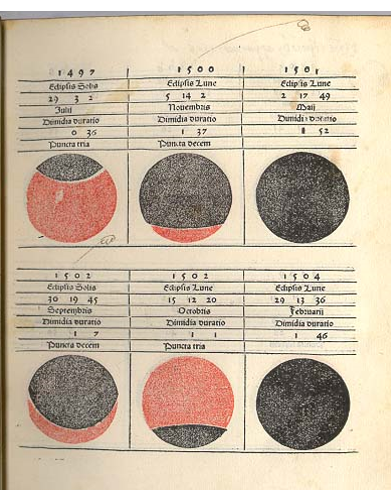 1497
Eclipsis Solis
29 3 2
Julii
Dimidia duratio
0 36
Puncta tria
1500
Eclipsis Lune
5 14 2
Novembris
Dimidia duratio
1 37
Puncta decem
1501
Eclipsis Lune
2 17 49
Maii
Dimidia duratio
1 52
1502
Eclipsis Solis
30 19 45
Septembris
Dimidia duratio
1 7
Puncta decem
1502
Eclipsis Lune
15 12 20
Octobris
Dimidia duratio
1 1
Puncta tria
1504
Eclipsis Lune
29 13 36
Februarii
Dimidia duratio
1 46